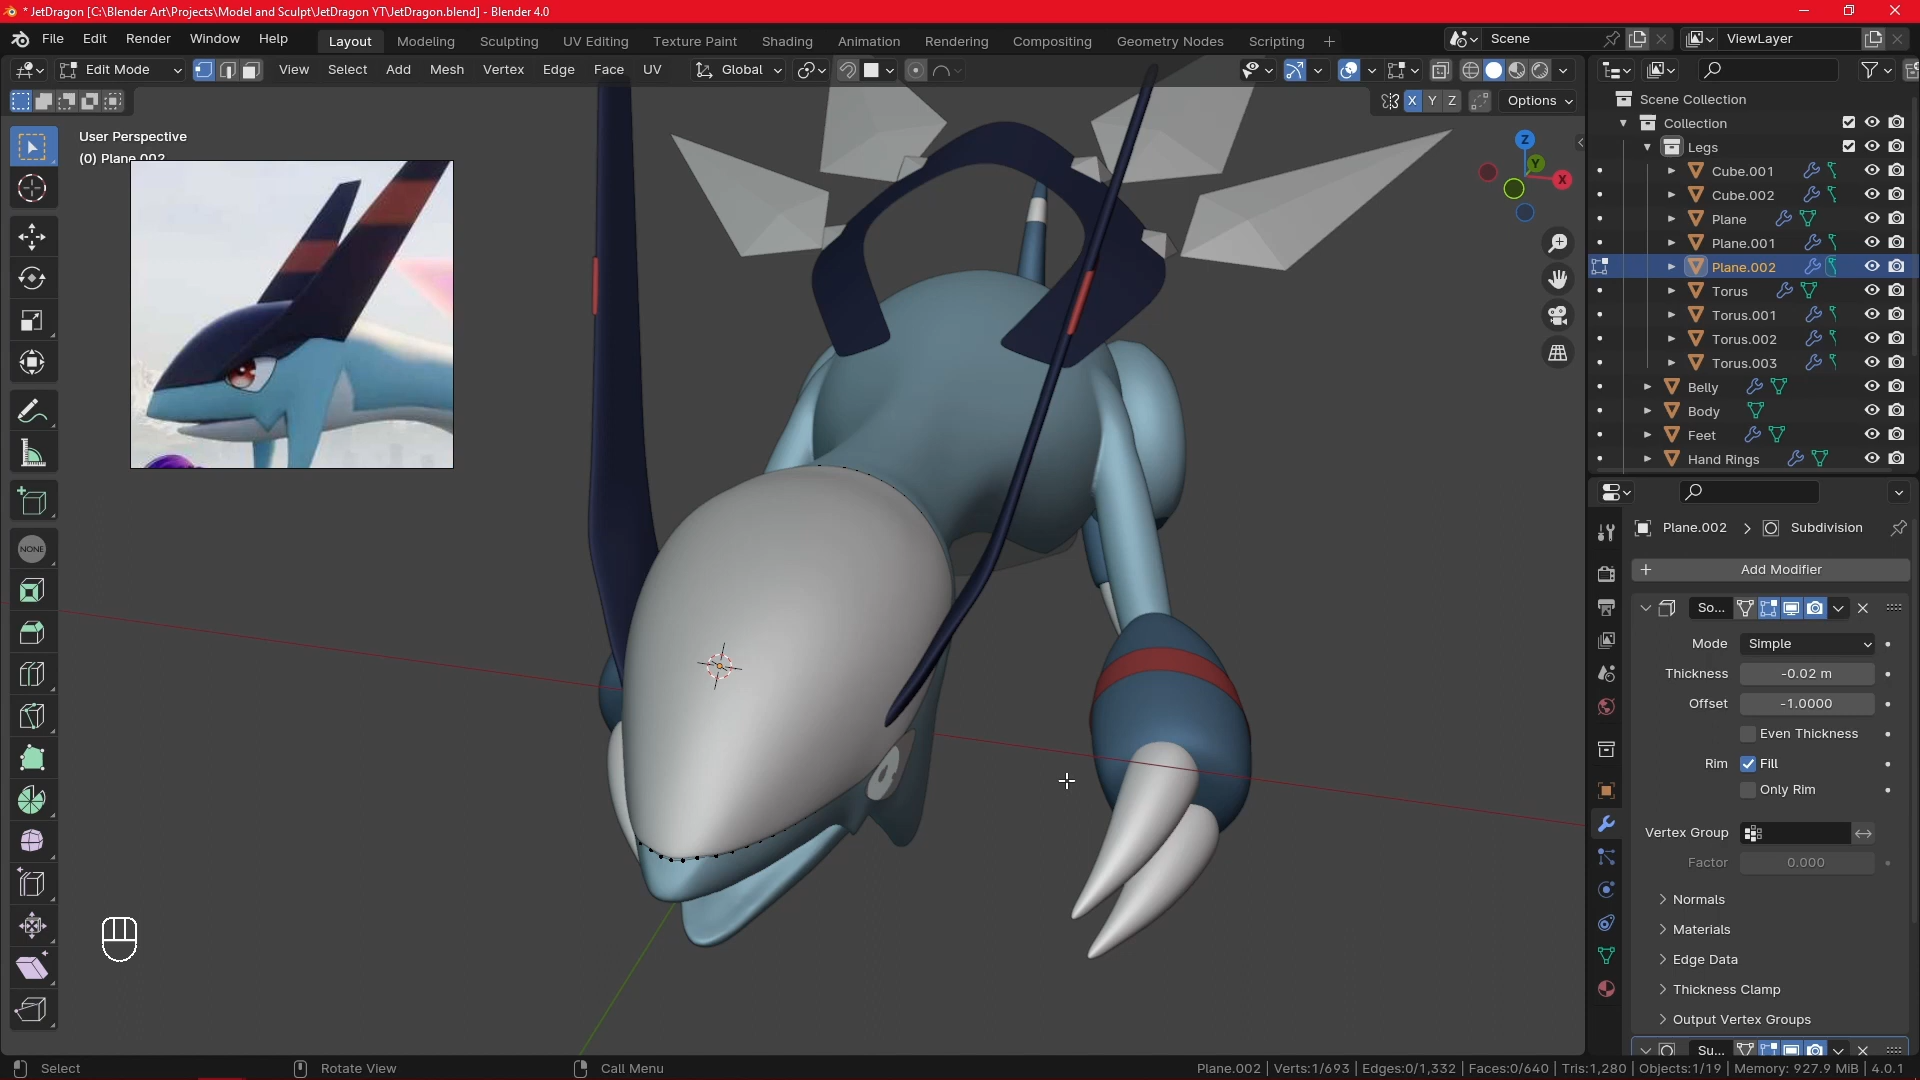 * JetDragon [C:\Blender Art\Projects\Model and Sculpt\JetDragon YT\JetDragon.blend] - Blender 4.0
File Edit Render Window Help Layout Modeling Sculpting UV Editing Texture Paint Shading Animation Rendering Compositing Geometry Nodes Scripting + Scene ViewLayer
Edit Mode View Select Add Mesh Vertex Edge Face UV Global
X Y Z Options
User Perspective
(0) Plane.002
Z
Y
X
NONE
Scene Collection
Collection
Legs
Cube.001
Cube.002
Plane
Plane.001
Plane.002
Torus
Torus.001
Torus.002
Torus.003
Belly
Body
Feet
Hand Rings
Plane.002 > Subdivision
+ Add Modifier
So...
Mode Simple
Thickness -0.02 m
Offset -1.0000
Even Thickness
Rim Fill
Only Rim
Vertex Group
Factor 0.000
Normals
Materials
Edge Data
Thickness Clamp
Output Vertex Groups
Su...
Select Rotate View Call Menu Plane.002 | Verts:1/693 | Edges:0/1,332 | Faces:0/640 | Tris:1,280 | Objects:1/19 | Memory: 927.9 MiB | 4.0.1